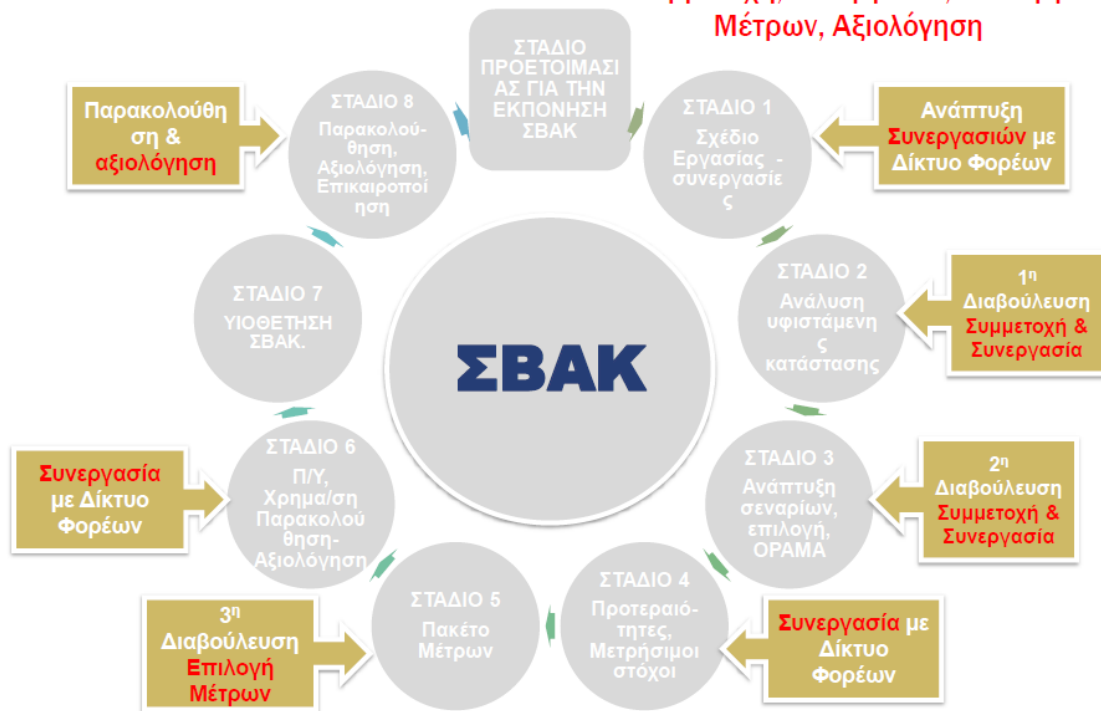 Μέτρων, Αξιολόγηση
ΣΤΑΔΙΟ
ΠΡΟΕΤΟΙΜΑΣΙ
ΑΣ ΓΙΑ ΤΗΝ
ΕΚΠΟΝΗΣΗ
ΣΒΑΚ
ΣΤΑΔΙΟ 1
Σχέδιο
Εργασίας -
συνεργασίε
ς
Ανάπτυξη
Συνεργασιών με
Δίκτυο Φορέων
ΣΤΑΔΙΟ 2
Ανάλυση
υφιστάμενη
ς
κατάστασης
1η
Διαβούλευση
Συμμετοχή &
Συνεργασία
ΣΤΑΔΙΟ 3
Ανάπτυξη
σεναρίων,
επιλογή,
ΟΡΑΜΑ
2η
Διαβούλευση
Συμμετοχή &
Συνεργασία
ΣΤΑΔΙΟ 4
Προτεραιό-
τητες,
Μετρήσιμοι
στόχοι
Συνεργασία με
Δίκτυο
Φορέων
ΣΤΑΔΙΟ 5
Πακέτο
Μέτρων
3η
Διαβούλευση
Επιλογή
Μέτρων
ΣΤΑΔΙΟ 6
Π/Υ,
Χρημα/ση
Παρακολού
θηση-
Αξιολόγηση
Συνεργασία
με Δίκτυο
Φορέων
ΣΤΑΔΙΟ 7
ΥΙΟΘΕΤΗΣΗ
ΣΒΑΚ.
ΣΤΑΔΙΟ 8
Παρακολού-
θηση,
Αξιολόγηση,
Επικαιροποί
ηση
Παρακολούθη
ση &
αξιολόγηση
ΣΒΑΚ